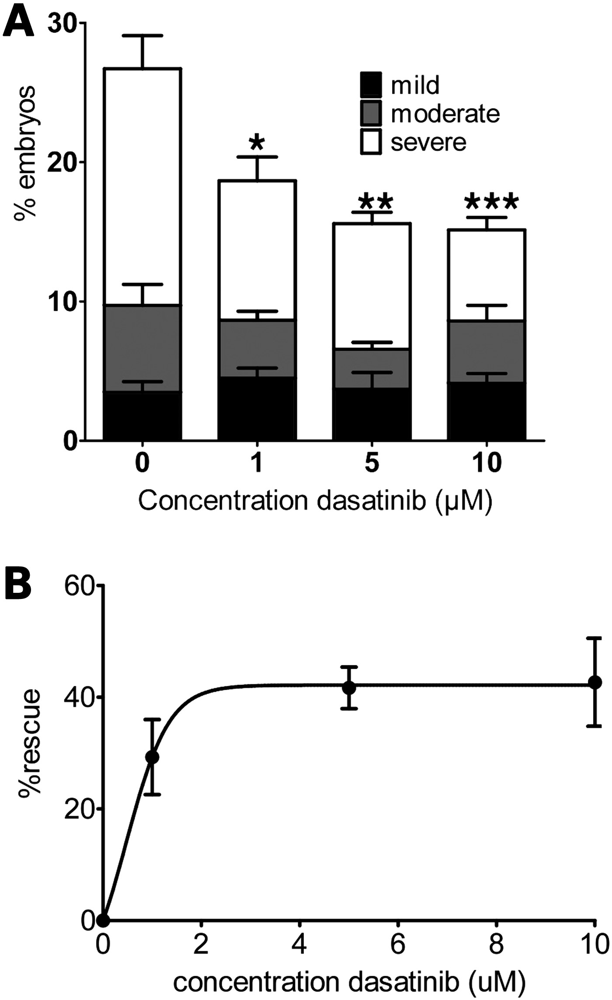 A
30
20
10
0
% embryos
mild
moderate
severe
*
**
***
0 1 5 10
Concentration dasatinib (µM)
B
60
40
20
0
%rescue
0 2 4 6 8 10
concentration dasatinib (uM)